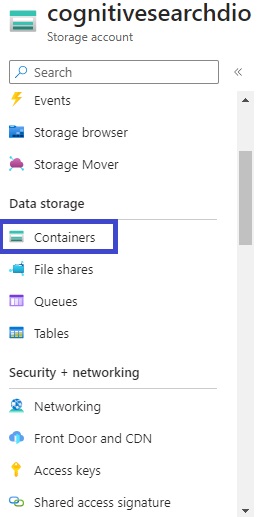 cognitivesearchdio
Storage account
Search
«
Events
Storage browser
Storage Mover
Data storage
Containers
File shares
Queues
Tables
Security + networking
Networking
Front Door and CDN
Access keys
Shared access signature